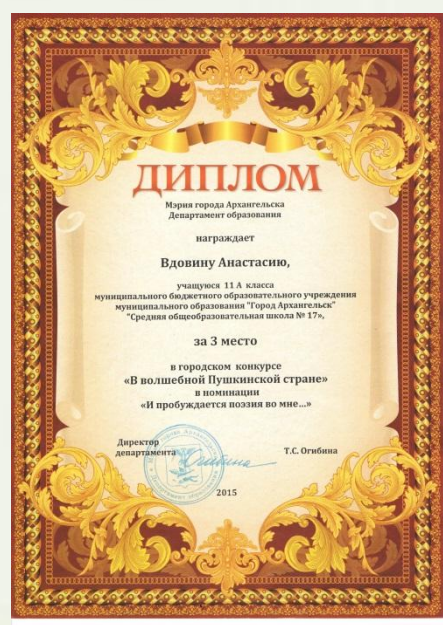 ДИПЛОМ
Мэрия города Архангельска
Департамент образования
награждает
Вдовину Анастасию,
учащуюся 11 А класса
муниципального бюджетного образовательного учреждения
муниципального образования "Город Архангельск"
"Средняя общеобразовательная школа № 17»,
за 3 место
в городском конкурсе
«В волшебной Пушкинской стране»
в номинации
«И пробуждается поэзия во мне...»
Директор
департамента
Т.С. Огибина
2015